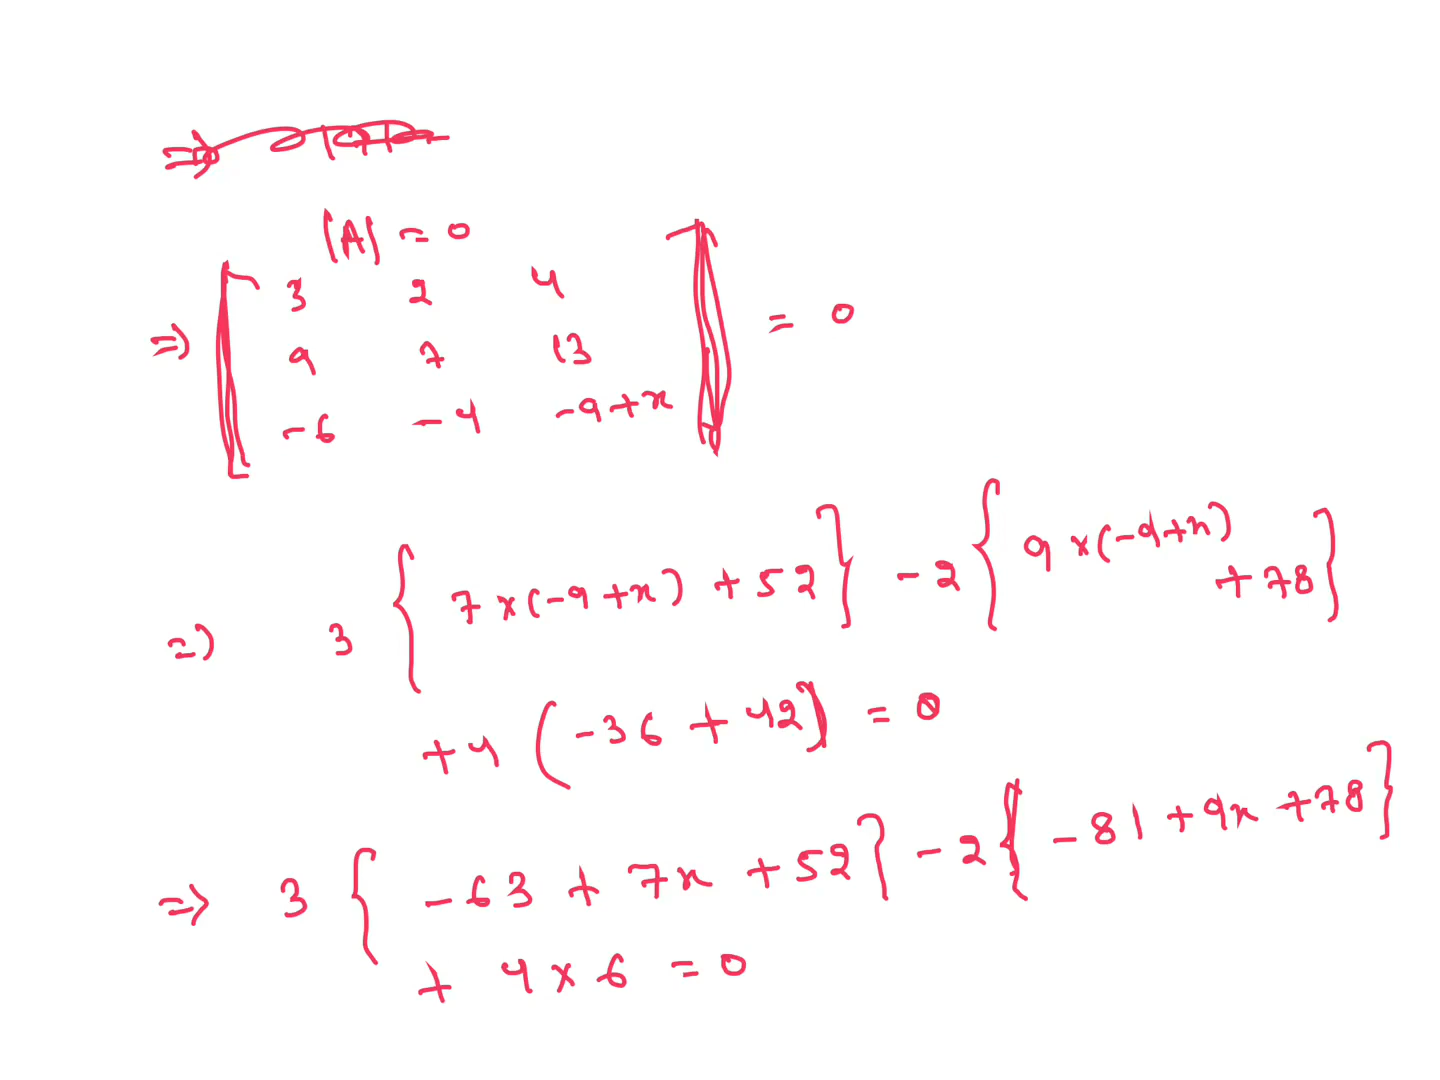 |A| = 0
⇒ [ 3 2 4
9 7 13
-6 -4 -9+x ] = 0
⇒ 3 { 7×(-9+x) + 52 } - 2 { 9×(-9+x) + 78 }
+4 ( -36 + 42 ) = 0
⇒ 3 { -63 + 7x + 52 } - 2 { -81 + 9x + 78 }
+ 4 × 6 = 0